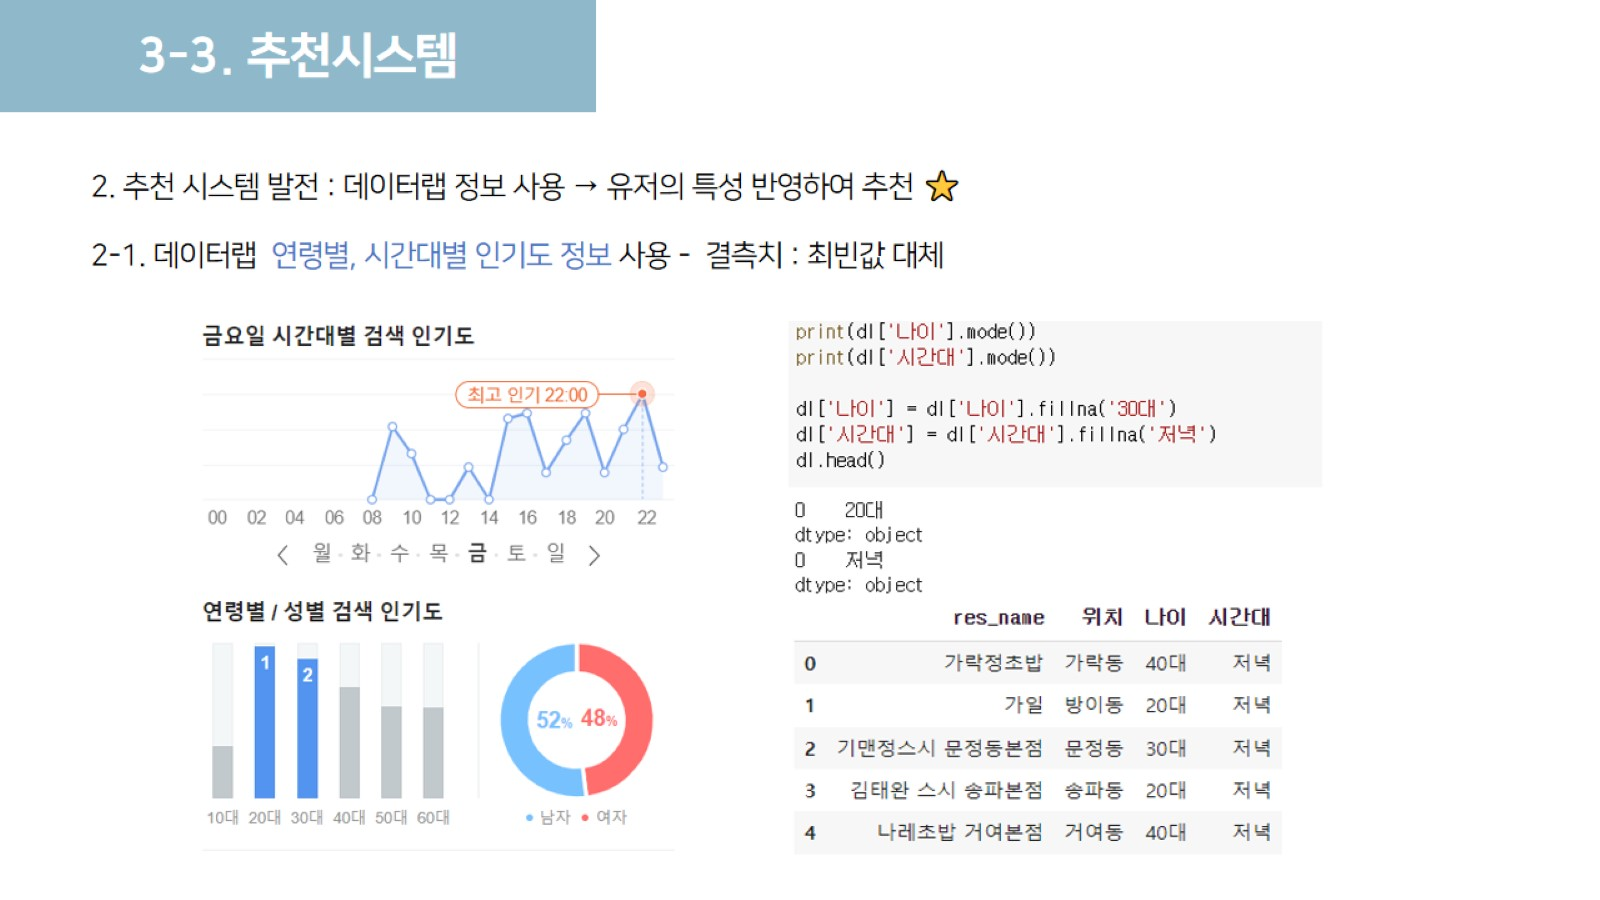 3-3. 추천시스템
2. 추천 시스템 발전 : 데이터랩 정보 사용 → 유저의 특성 반영하여 추천 ⭐
2-1. 데이터랩 연령별, 시간대별 인기도 정보 사용 - 결측치 : 최빈값 대체
금요일 시간대별 검색 인기도
최고 인기 22:00
00 02 04 06 08 10 12 14 16 18 20 22
< 월 · 화 · 수 · 목 · 금 · 토 · 일 >
연령별 / 성별 검색 인기도
1
2
52% 48%
10대 20대 30대 40대 50대 60대
• 남자 • 여자
print(dl['나이'].mode())
print(dl['시간대'].mode())
dl['나이'] = dl['나이'].fillna('30대')
dl['시간대'] = dl['시간대'].fillna('저녁')
dl.head()
0 20대
dtype: object
0 저녁
dtype: object
res_name 위치 나이 시간대
0 가락정초밥 가락동 40대 저녁
1 가일 방이동 20대 저녁
2 기맨정스시 문정동본점 문정동 30대 저녁
3 김태완 스시 송파본점 송파동 20대 저녁
4 나레초밥 거여본점 거여동 40대 저녁